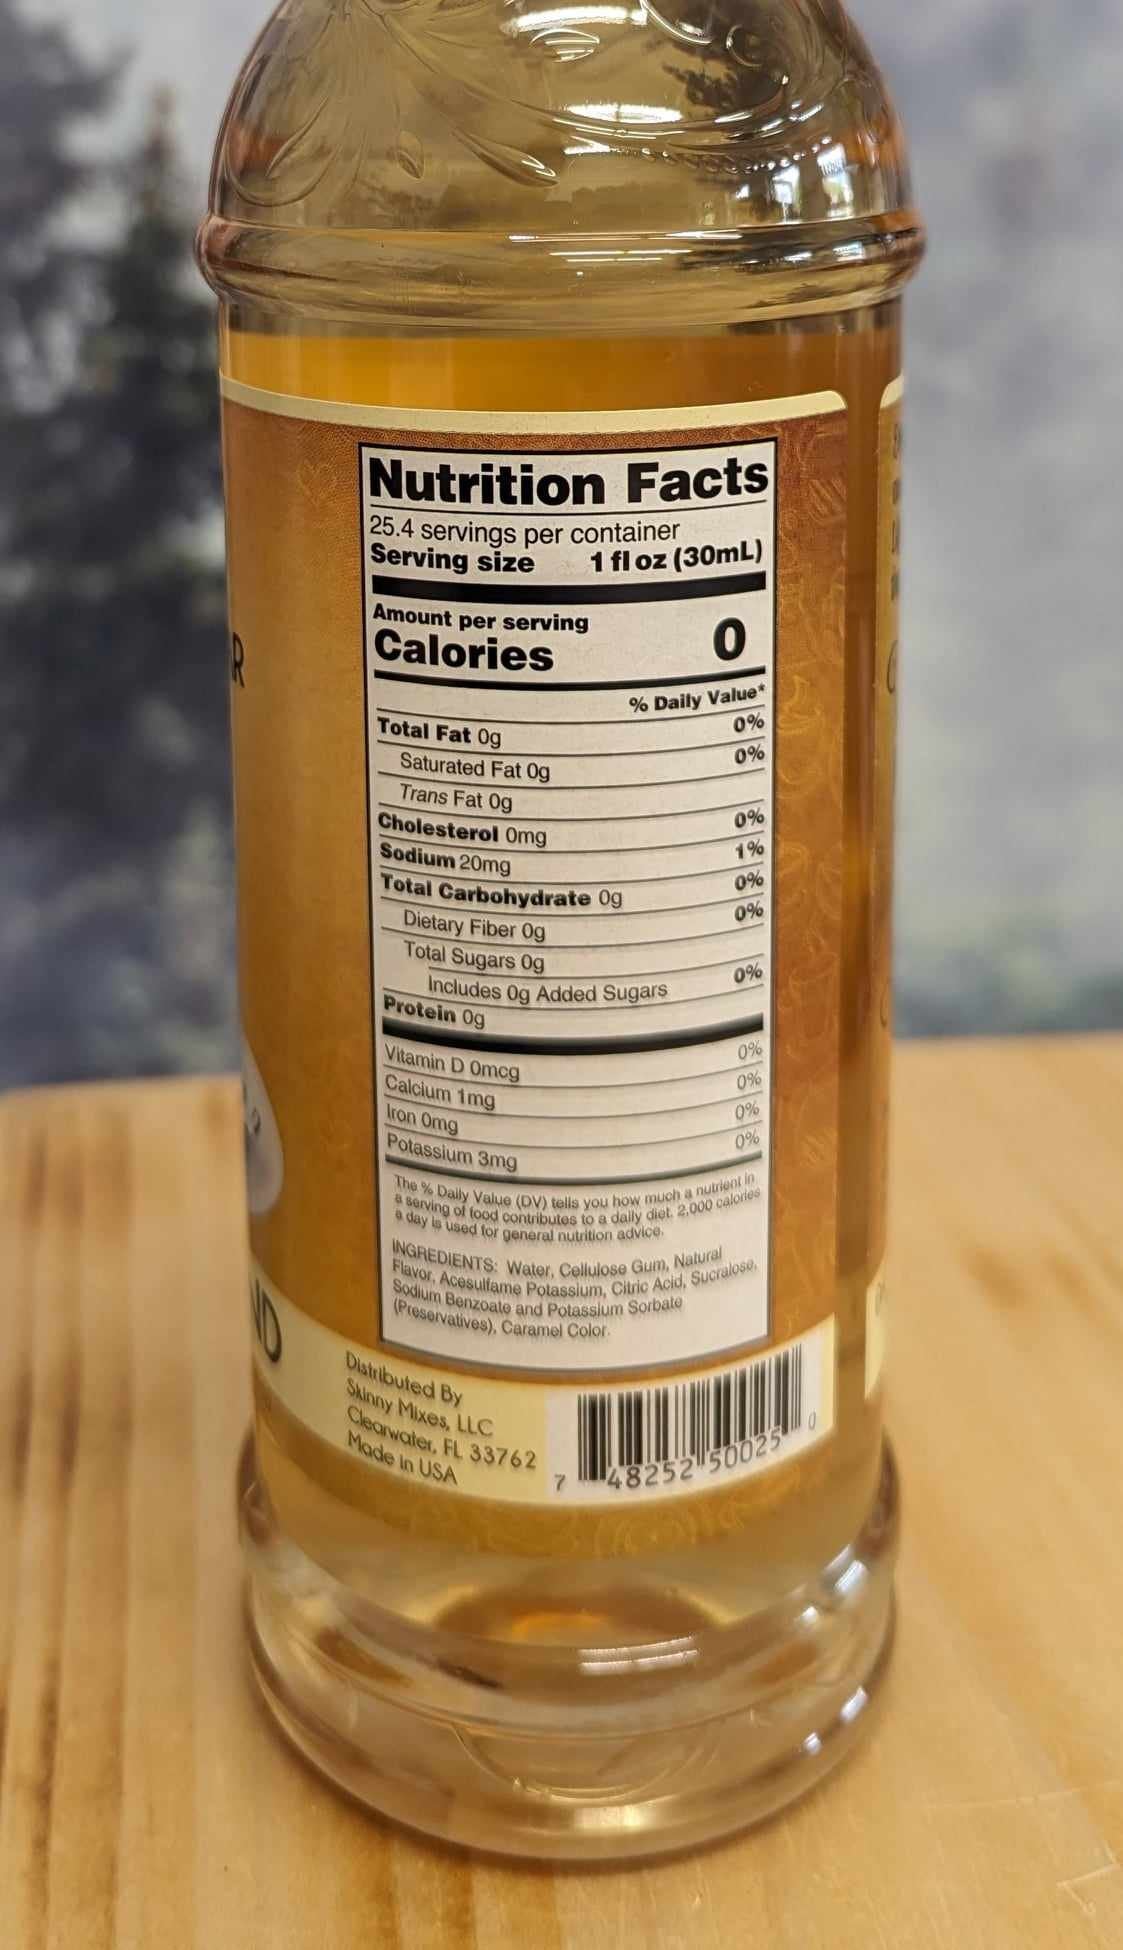 Nutrition Facts
25.4 servings per container
Serving size 1 fl oz (30mL)
Amount per serving
Calories 0
% Daily Value*
Total Fat 0g 0%
Saturated Fat 0g 0%
Trans Fat 0g
Cholesterol 0mg 0%
Sodium 20mg 1%
Total Carbohydrate 0g 0%
Dietary Fiber 0g 0%
Total Sugars 0g
Includes 0g Added Sugars 0%
Protein 0g
Vitamin D 0mcg 0%
Calcium 1mg 0%
Iron 0mg 0%
Potassium 3mg 0%
The % Daily Value (DV) tells you how much a nutrient in
a serving of food contributes to a daily diet. 2,000 calories
a day is used for general nutrition advice.
INGREDIENTS: Water, Cellulose Gum, Natural
Flavor, Acesulfame Potassium, Citric Acid, Sucralose,
Sodium Benzoate and Potassium Sorbate
(Preservatives), Caramel Color.
Distributed By
Skinny Mixes, LLC
Clearwater, FL 33762
Made in USA
7 48252 50025 0